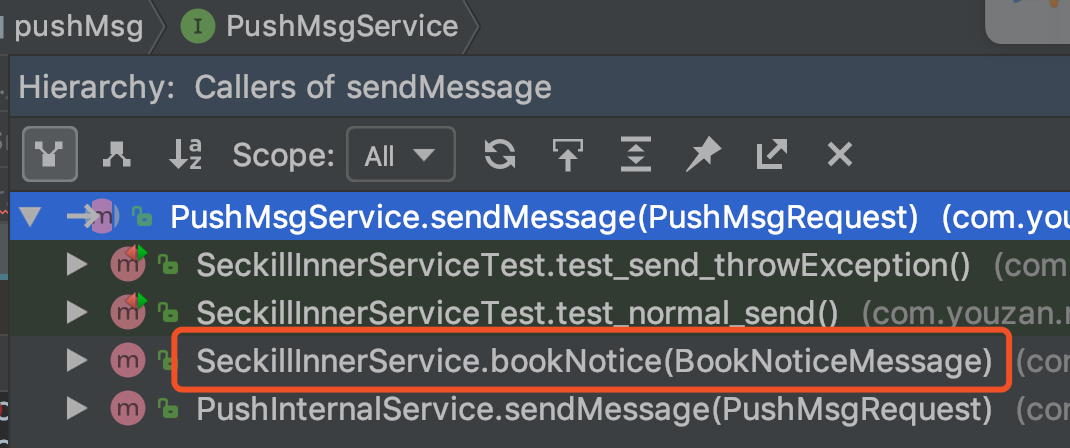 pushMsg I PushMsgService
Hierarchy: Callers of sendMessage
Scope: All
PushMsgService.sendMessage(PushMsgRequest) (com.you
m SeckillInnerServiceTest.test_send_throwException() (com
m SeckillInnerServiceTest.test_normal_send() (com.youzan.
m SeckillInnerService.bookNotice(BookNoticeMessage) (co
m PushInternalService.sendMessage(PushMsgRequest) (co